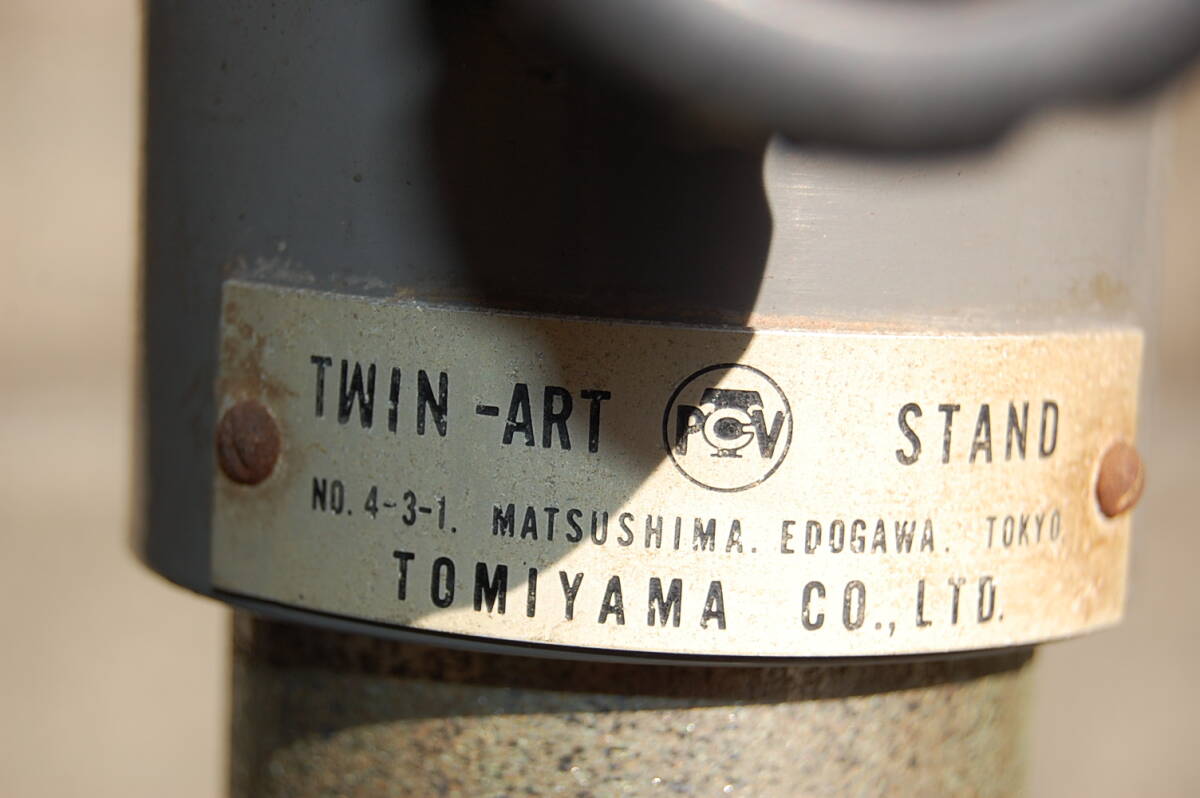 TWIN-ART PCV STAND
NO. 4-3-1. MATSUSHIMA. EDOGAWA. TOKYO.
TOMIYAMA CO., LTD.